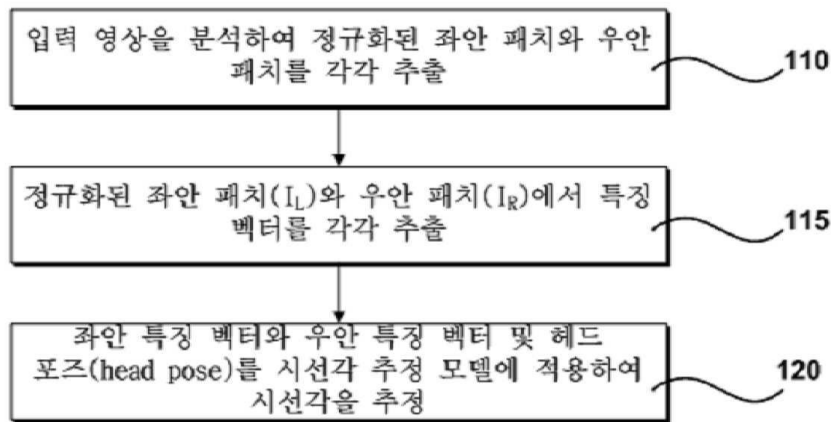 입력 영상을 분석하여 정규화된 좌안 패치와 우안
패치를 각각 추출
110
정규화된 좌안 패치(I_L)와 우안 패치(I_R)에서 특징
벡터를 각각 추출
115
좌안 특징 벡터와 우안 특징 벡터 및 헤드
포즈(head pose)를 시선각 추정 모델에 적용하여
시선각을 추정
120